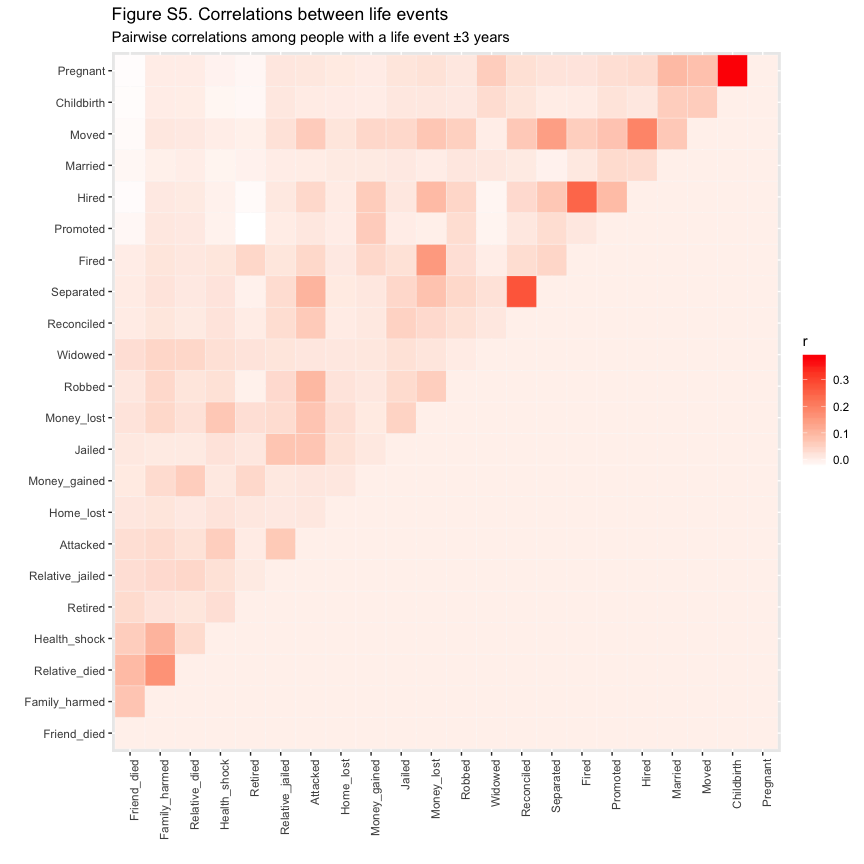 Figure S5. Correlations between life events
Pairwise correlations among people with a life event ±3 years
Pregnant
Childbirth
Moved
Married
Hired
Promoted
Fired
Separated
Reconciled
Widowed
Robbed
Money_lost
Jailed
Money_gained
Home_lost
Attacked
Relative_jailed
Retired
Health_shock
Relative_died
Family_harmed
Friend_died
Friend_died
Family_harmed
Relative_died
Health_shock
Retired
Relative_jailed
Attacked
Home_lost
Money_gained
Jailed
Money_lost
Robbed
Widowed
Reconciled
Separated
Fired
Promoted
Hired
Married
Moved
Childbirth
Pregnant
r
0.3
0.2
0.1
0.0